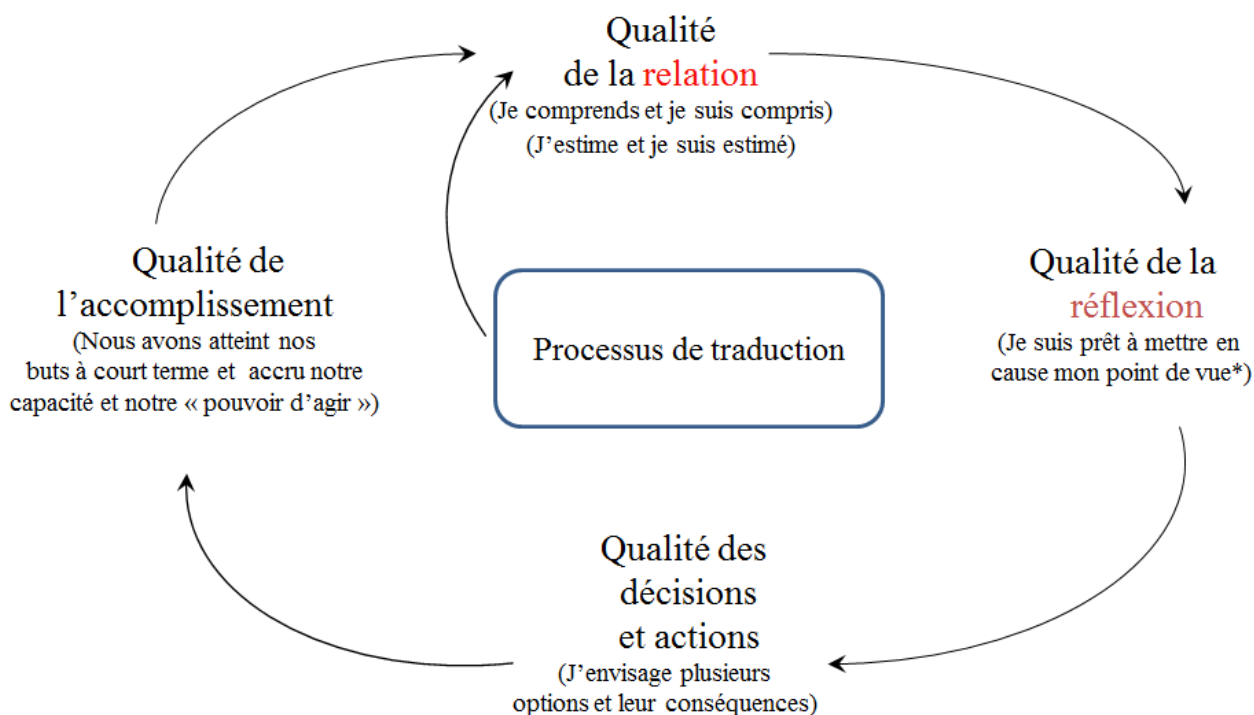 Qualité
de la relation
(Je comprends et je suis compris)
(J’estime et je suis estimé)
Qualité de la
réflexion
(Je suis prêt à mettre en
cause mon point de vue*)
Qualité des
décisions
et actions
(J’envisage plusieurs
options et leur conséquences)
Qualité de
l’accomplissement
(Nous avons atteint nos
buts à court terme et accru notre
capacité et notre « pouvoir d’agir »)
Processus de traduction